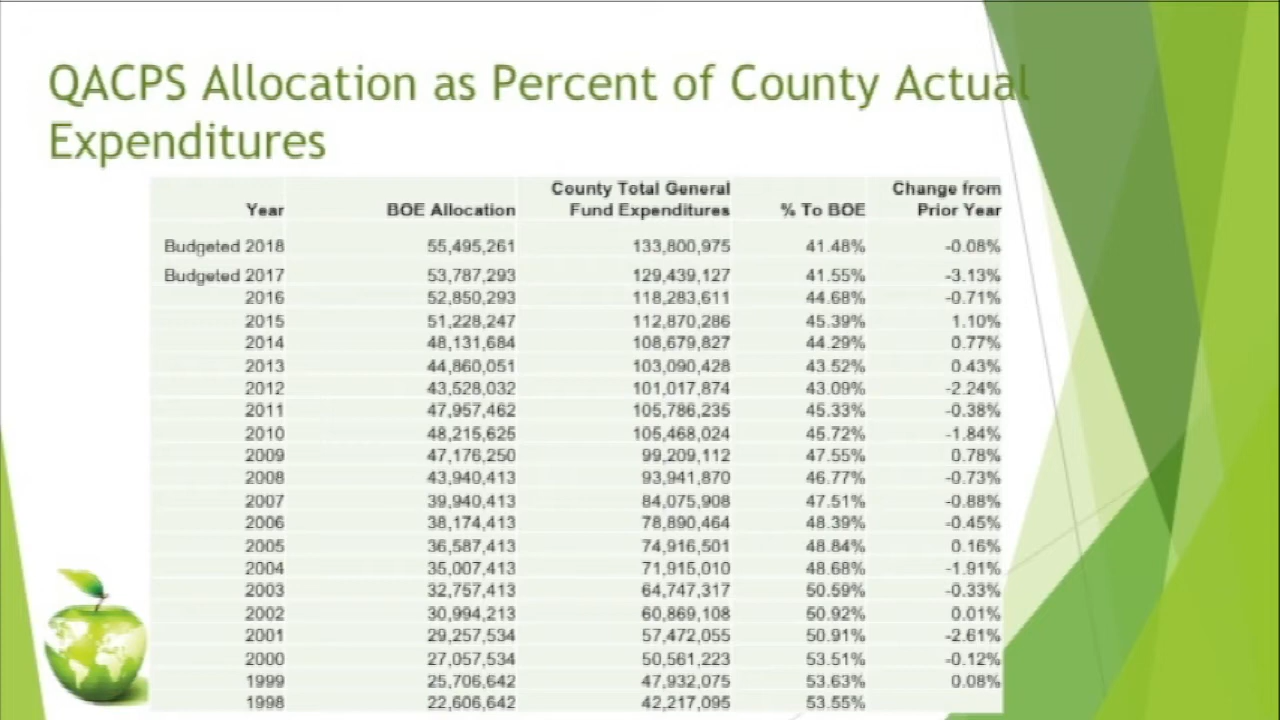 QACPS Allocation as Percent of County Actual
Expenditures
County Total General Change from
Year BOE Allocation Fund Expenditures % To BOE Prior Year
Budgeted 2018 55,495,261 133,800,975 41.48% -0.08%
Budgeted 2017 53,787,293 129,439,127 41.55% -3.13%
2016 52,850,293 118,283,611 44.68% -0.71%
2015 51,228,247 112,870,286 45.39% 1.10%
2014 48,131,684 108,679,827 44.29% 0.77%
2013 44,860,051 103,090,428 43.52% 0.43%
2012 43,528,032 101,017,874 43.09% -2.24%
2011 47,957,462 105,786,235 45.33% -0.38%
2010 48,215,625 105,468,024 45.72% -1.84%
2009 47,176,250 99,209,112 47.55% 0.78%
2008 43,940,413 93,941,870 46.77% -0.73%
2007 39,940,413 84,075,908 47.51% -0.88%
2006 38,174,413 78,890,464 48.39% -0.45%
2005 36,587,413 74,916,501 48.84% 0.16%
2004 35,007,413 71,915,010 48.68% -1.91%
2003 32,757,413 64,747,317 50.59% -0.33%
2002 30,994,213 60,869,108 50.92% 0.01%
2001 29,257,534 57,472,055 50.91% -2.61%
2000 27,057,534 50,561,223 53.51% -0.12%
1999 25,706,642 47,932,075 53.63% 0.08%
1998 22,606,642 42,217,095 53.55%